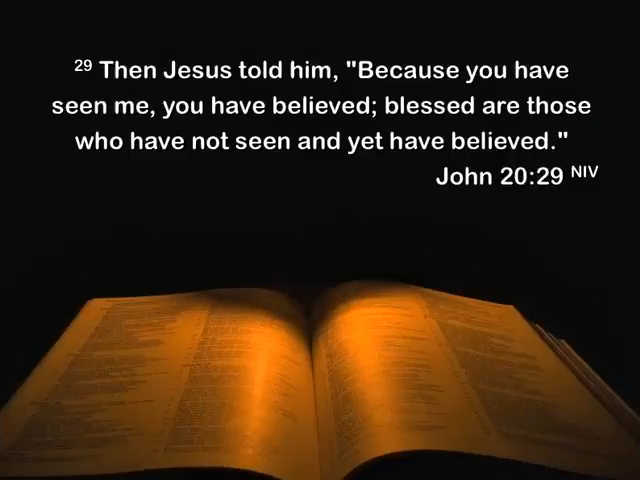 29 Then Jesus told him, "Because you have
seen me, you have believed; blessed are those
who have not seen and yet have believed."
John 20:29 NIV